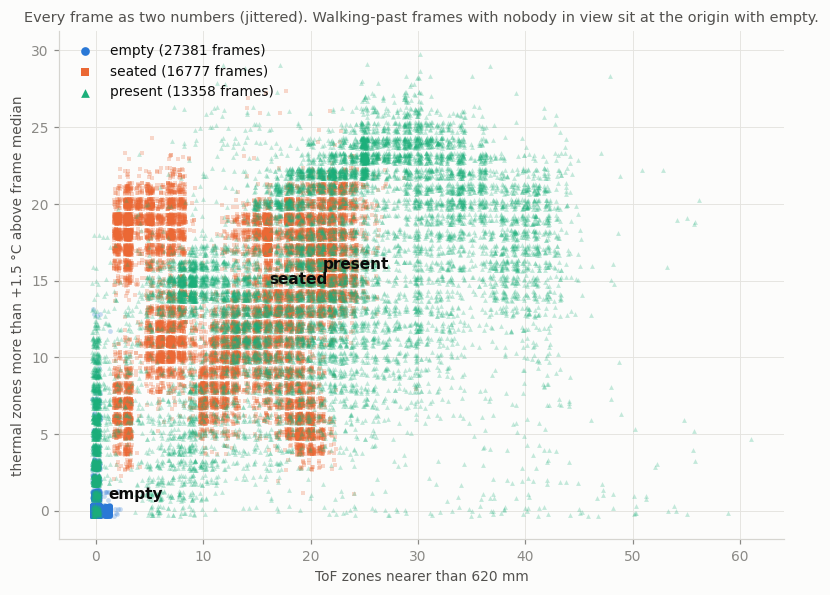 Every frame as two numbers (jittered). Walking-past frames with nobody in view sit at the origin with empty.
empty (27381 frames)
seated (16777 frames)
present (13358 frames)
thermal zones more than +1.5 °C above frame median
30
25
20
15
10
5
0
present
seated
empty
0 10 20 30 40 50 60
ToF zones nearer than 620 mm